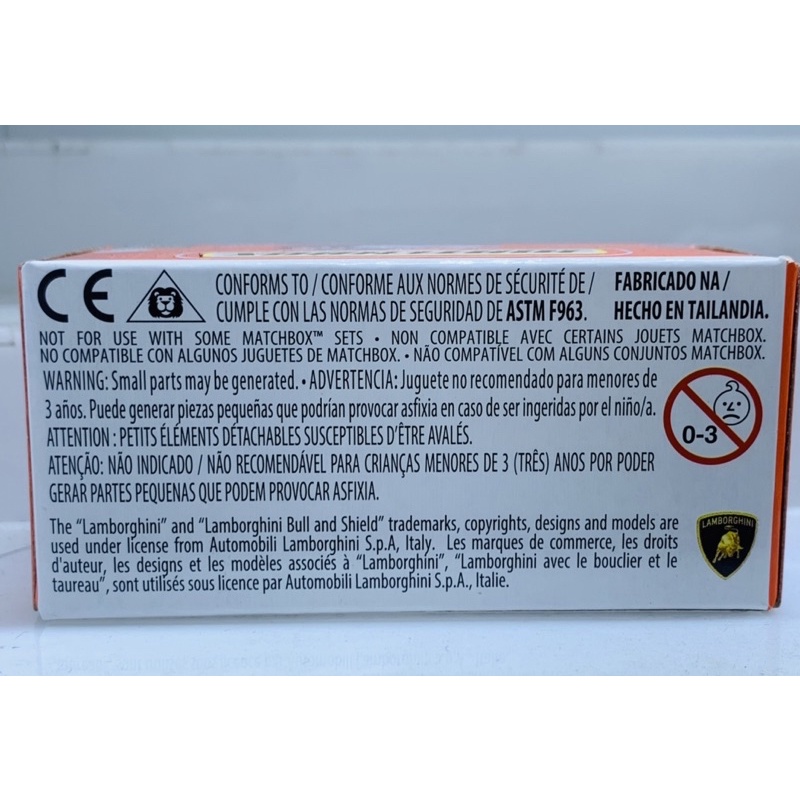 CE
CONFORMS TO / CONFORME AUX NORMES DE SÉCURITÉ DE /
CUMPLE CON LAS NORMAS DE SEGURIDAD DE ASTM F963.
FABRICADO NA /
HECHO EN TAILANDIA.
NOT FOR USE WITH SOME MATCHBOX™ SETS • NON COMPATIBLE AVEC CERTAINS JOUETS MATCHBOX.
NO COMPATIBLE CON ALGUNOS JUGUETES DE MATCHBOX. • NÃO COMPATÍVEL COM ALGUNS CONJUNTOS MATCHBOX.
WARNING: Small parts may be generated. • ADVERTENCIA: Juguete no recomendado para menores de
3 años. Puede generar piezas pequeñas que podrían provocar asfixia en caso de ser ingeridas por el niño/a.
ATTENTION : PETITS ÉLÉMENTS DÉTACHABLES SUSCEPTIBLES D'ÊTRE AVALÉS.
ATENÇÃO: NÃO INDICADO / NÃO RECOMENDÁVEL PARA CRIANÇAS MENORES DE 3 (TRÊS) ANOS POR PODER
GERAR PARTES PEQUENAS QUE PODEM PROVOCAR ASFIXIA.
0-3
The "Lamborghini" and "Lamborghini Bull and Shield" trademarks, copyrights, designs and models are
used under license from Automobili Lamborghini S.p.A, Italy. Les marques de commerce, les droits
d'auteur, les designs et les modèles associés à "Lamborghini", "Lamborghini avec le bouclier et le
taureau", sont utilisés sous licence par Automobili Lamborghini S.p.A., Italie.
LAMBORGHINI